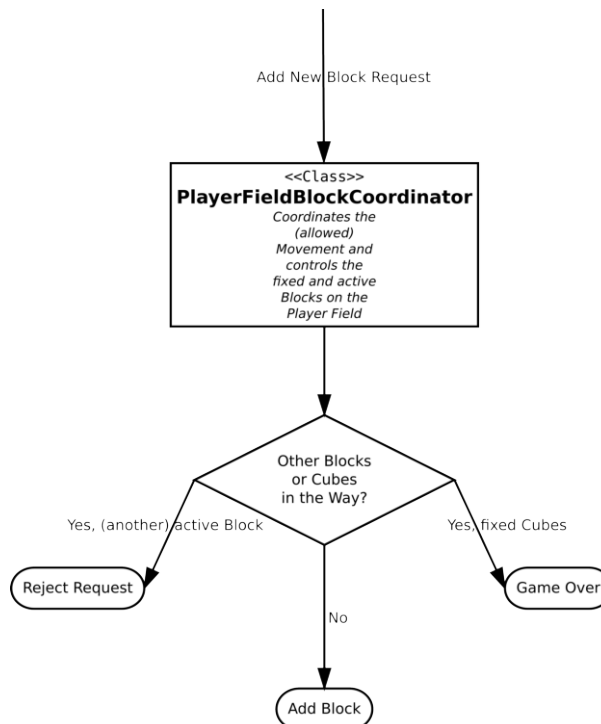 Add New Block Request
<<Class>>
PlayerFieldBlockCoordinator
Coordinates the
(allowed)
Movement and
controls the
fixed and active
Blocks on the
Player Field
Other Blocks
or Cubes
in the Way?
Yes, (another) active Block
Yes, fixed Cubes
Reject Request
Game Over
No
Add Block